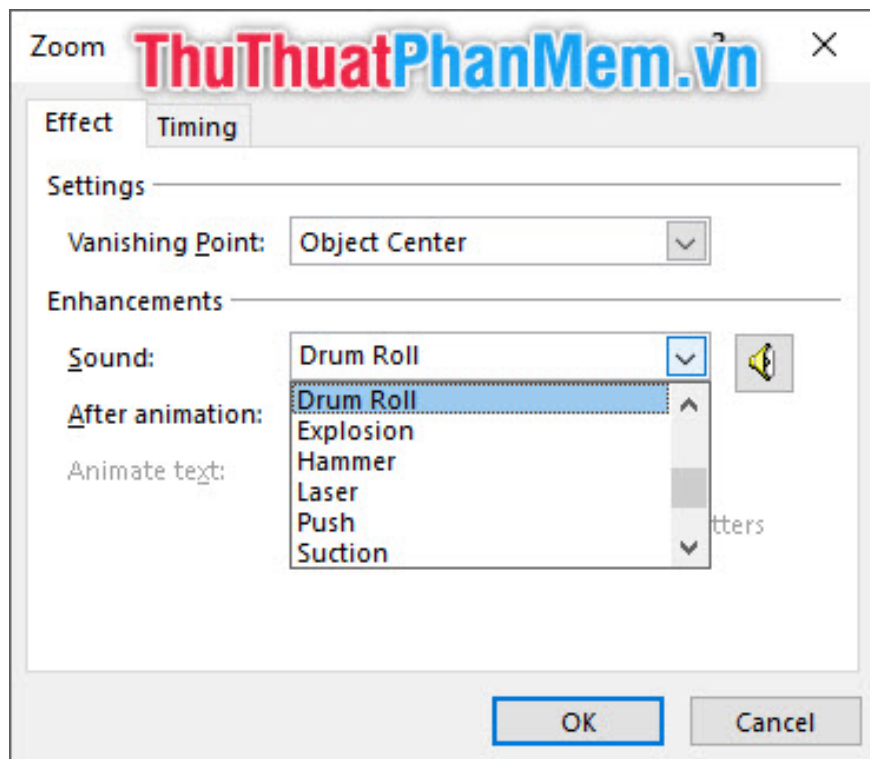 Zoom
ThuThuatPhanMem.vn
Effect
Timing
Settings
Vanishing Point: Object Center
Enhancements
Sound: Drum Roll
After animation: Drum Roll
Explosion
Hammer
Animate text: Laser
Push
tters
Suction
OK Cancel